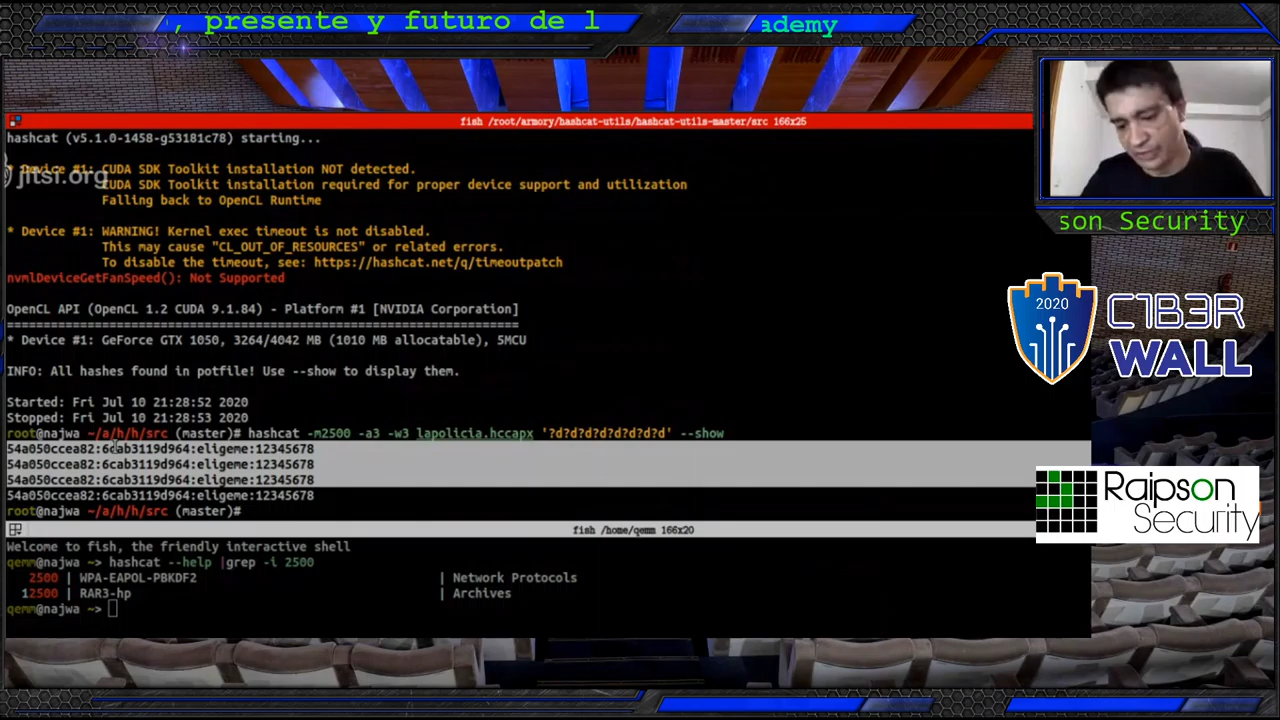 , presente y futuro de l
ademy
fish /root/armory/hashcat-utils/hashcat-utils-master/src 166x25
hashcat (v5.1.0-1458-g53181c78) starting...
* Device #1: CUDA SDK Toolkit installation NOT detected.
jitsi.org
CUDA SDK Toolkit installation required for proper device support and utilization
Falling back to OpenCL Runtime
* Device #1: WARNING! Kernel exec timeout is not disabled.
This may cause "CL_OUT_OF_RESOURCES" or related errors.
To disable the timeout, see: https://hashcat.net/q/timeoutpatch
nvmlDeviceGetFanSpeed(): Not Supported
OpenCL API (OpenCL 1.2 CUDA 9.1.84) - Platform #1 [NVIDIA Corporation]
========================================================================
* Device #1: GeForce GTX 1050, 3264/4042 MB (1010 MB allocatable), 5MCU
INFO: All hashes found in potfile! Use --show to display them.
Started: Fri Jul 10 21:28:52 2020
Stopped: Fri Jul 10 21:28:53 2020
root@najwa ~/a/h/h/src (master)# hashcat -m2500 -a3 -w3 lapolicia.hccapx '?d?d?d?d?d?d?d?d' --show
54a050ccea82:6cab3119d964:eligeme:12345678
54a050ccea82:6cab3119d964:eligeme:12345678
54a050ccea82:6cab3119d964:eligeme:12345678
54a050ccea82:6cab3119d964:eligeme:12345678
root@najwa ~/a/h/h/src (master)#
fish /home/qemm 166x20
Welcome to fish, the friendly interactive shell
qemm@najwa ~> hashcat --help |grep -i 2500
2500 | WPA-EAPOL-PBKDF2 | Network Protocols
12500 | RAR3-hp | Archives
qemm@najwa ~>
son Security
2020
C1B3R
WALL
Raipson
Security